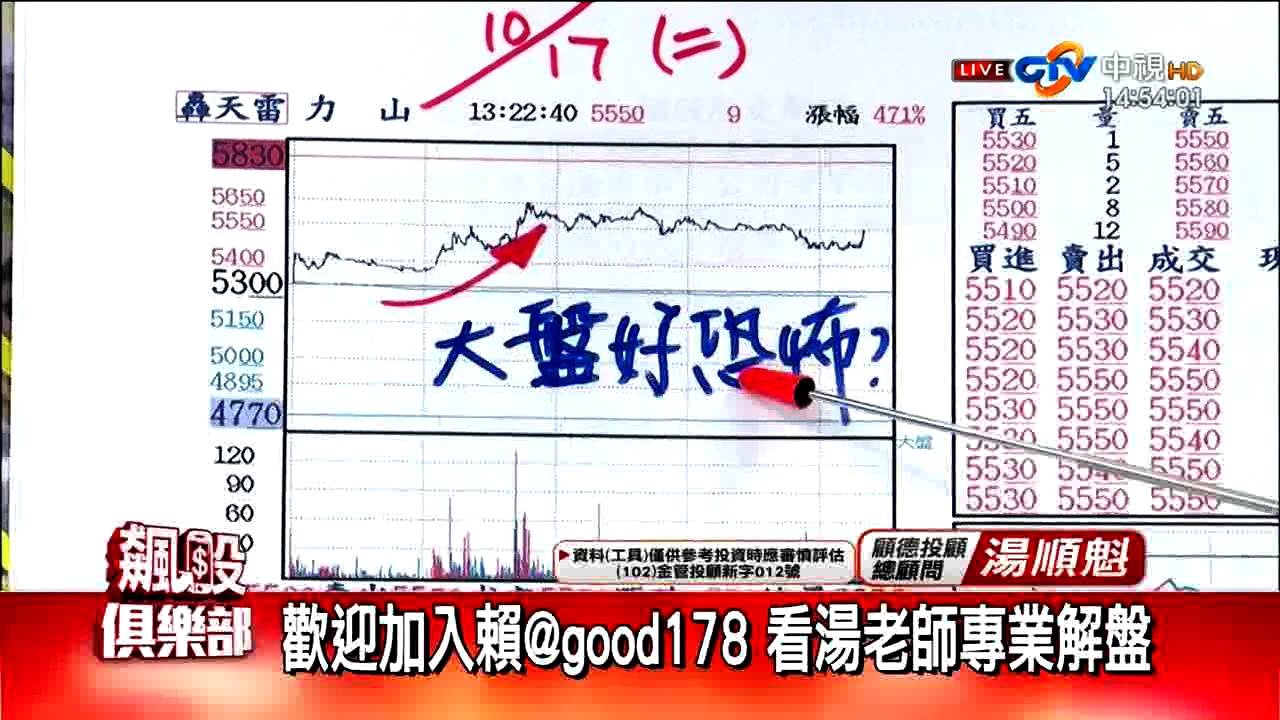 10/17 (二)
LIVE CTV 中視HD
14:54:01
轟天雷 力 山 13:22:40 5550 9 漲幅 471%
買五 量 賣五
5530 1 5550
5520 5 5560
5510 2 5570
5500 8 5580
5490 12 5590
買進 賣出 成交
5510 5520 5520
5520 5530 5530
5520 5530 5540
5520 5550 5550
5530 5550 5550
5530 5550 5540
5530 5540 5550
5530 5550 5550
5830
5650
5550
5400
5300
5150
5000
4895
4770
大盤好恐怖?
大盤
120
90
60
飆股俱樂部
▶資料(工具)僅供參考投資時應審慎評估
(102)金管投顧新字012號
顧德投顧
總顧問
湯順魁
歡迎加入賴@good178 看湯老師專業解盤